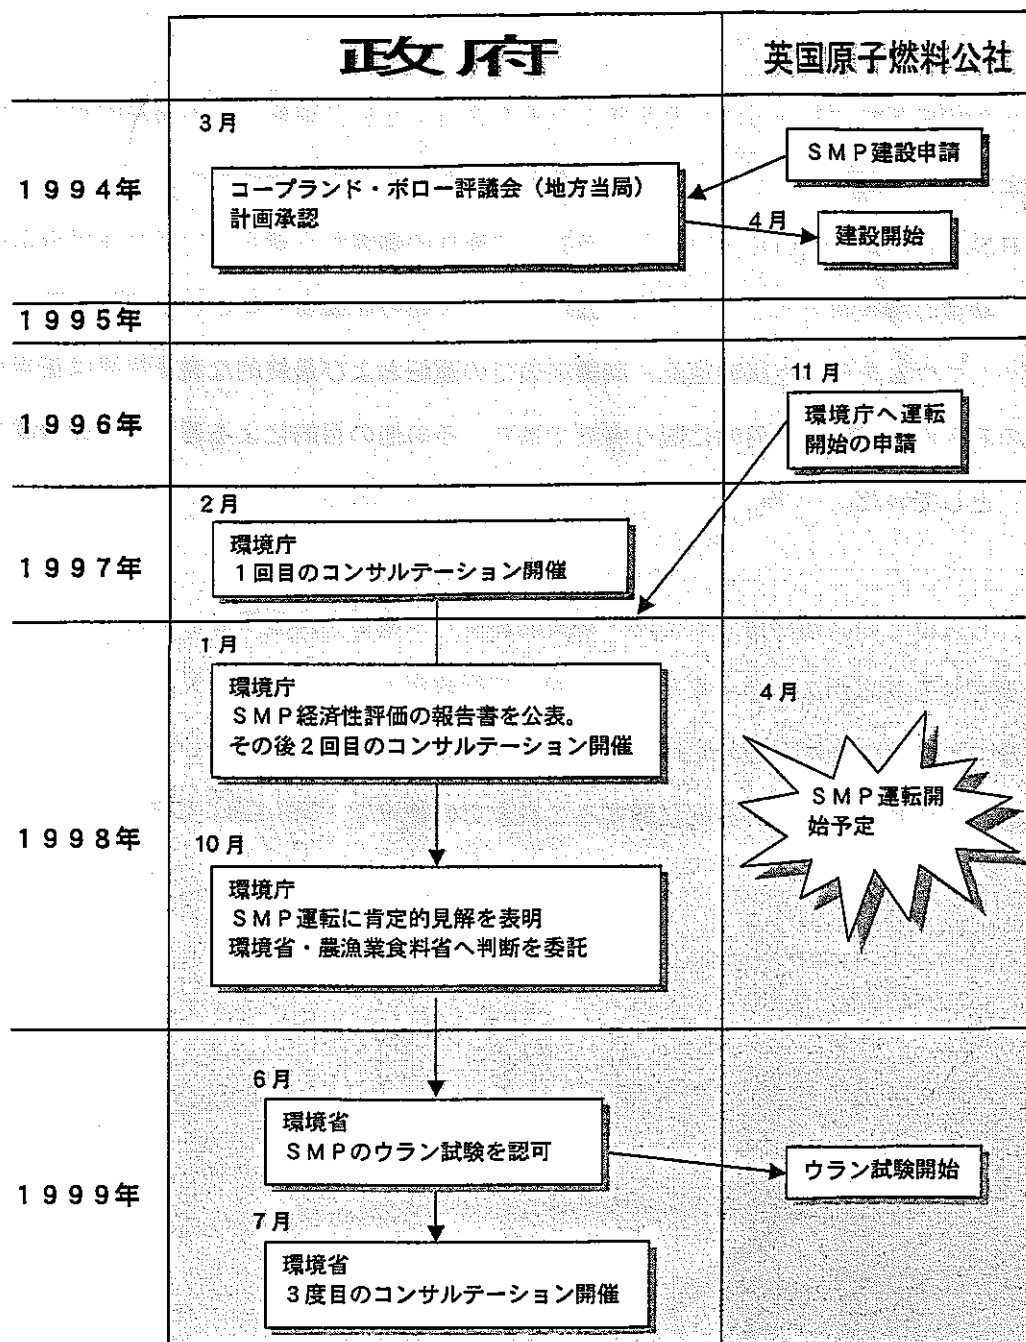 政府
英国原子燃料公社
1994年
3月
SMP建設申請
コープランド・ボロー評議会（地方当局）
計画承認
4月
建設開始
1995年
1996年
11月
環境庁へ運転
開始の申請
1997年
2月
環境庁
1回目のコンサルテーション開催
1998年
1月
環境庁
SMP経済性評価の報告書を公表。
その後2回目のコンサルテーション開催
4月
SMP運転開
始予定
10月
環境庁
SMP運転に肯定的見解を表明
環境省・農漁業食料省へ判断を委託
1999年
6月
環境省
SMPのウラン試験を認可
ウラン試験開始
7月
環境省
3度目のコンサルテーション開催